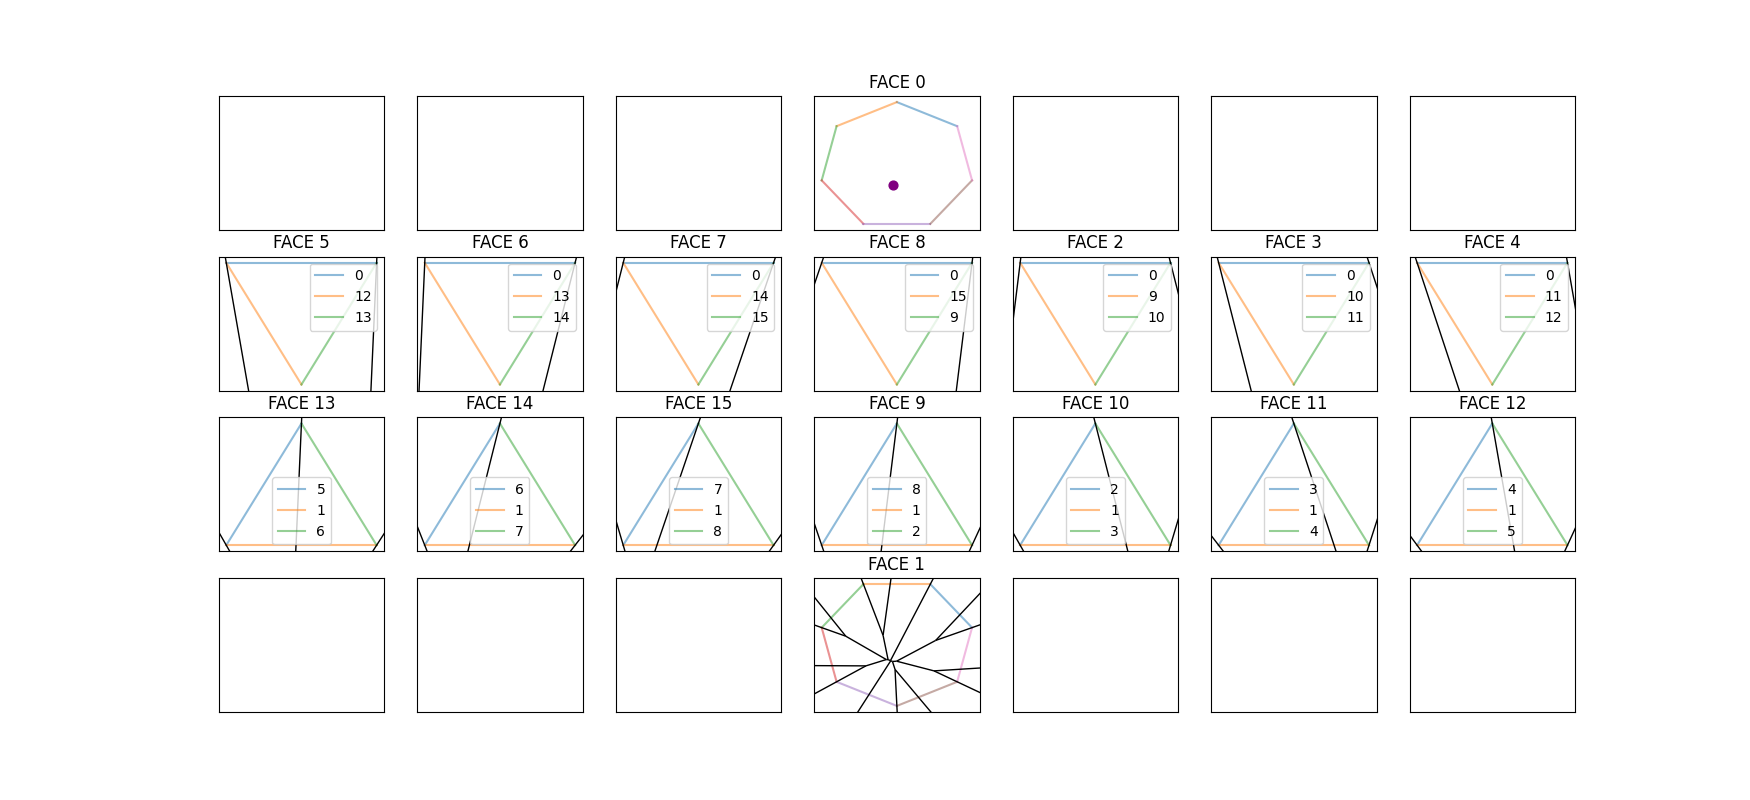 FACE 0
FACE 5 FACE 6 FACE 7 FACE 8 FACE 2 FACE 3 FACE 4
0 0 0 0 0 0 0
12 13 14 15 9 10 11
13 14 15 9 10 11 12
FACE 13 FACE 14 FACE 15 FACE 9 FACE 10 FACE 11 FACE 12
5 6 7 8 2 3 4
1 1 1 1 1 1 1
6 7 8 2 3 4 5
FACE 1